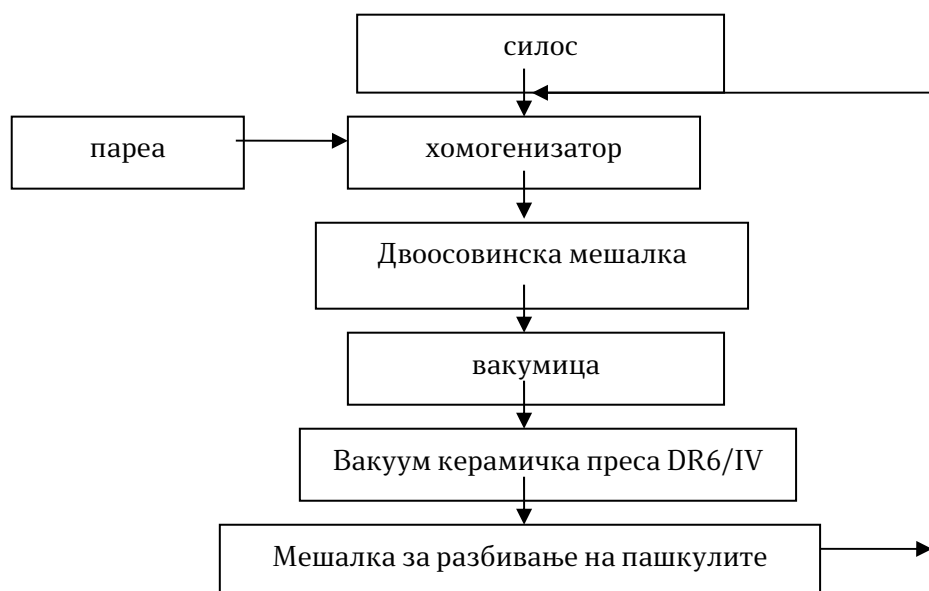 силос
пареа
хомогенизатор
Двоосовинска мешалка
вакумица
Вакуум керамичка преса DR6/IV
Мешалка за разбивање на пашкулите